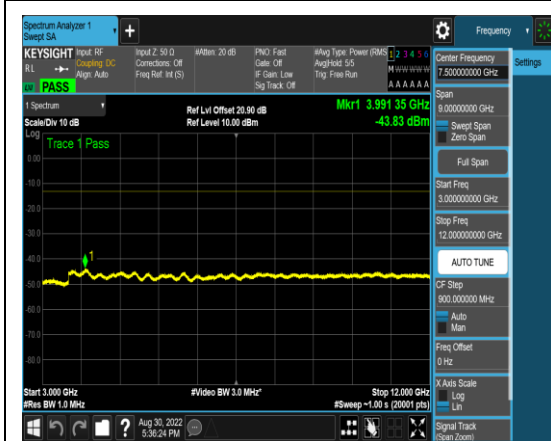 Spectrum Analyzer 1
Swept SA
+
Frequency
KEYSIGHT
Input: RF
Coupling: DC
Align: Auto
Input Z: 50 Ω
Corrections: Off
Freq Ref: Int (S)
#Atten: 20 dB
PNO: Fast
Gate: Off
IF Gain: Low
Sig Track: Off
#Avg Type: Power (RMS)
Avg|Hold: 5/5
Trig: Free Run
1 2 3 4 5 6
M W W W W W
A A A A A A
RL
PASS
1 Spectrum
Scale/Div 10 dB
Log
Ref Lvl Offset 20.90 dB
Ref Level 10.00 dBm
Mkr1 3.991 35 GHz
-43.83 dBm
Trace 1 Pass
0.00
-10.0
-20.0
-30.0
-40.0
-50.0
-60.0
-70.0
-80.0
1
Start 3.000 GHz
#Res BW 1.0 MHz
#Video BW 3.0 MHz*
Stop 12.000 GHz
#Sweep ~1.00 s (20001 pts)
Aug 30, 2022
5:36:24 PM
Center Frequency
7.500000000 GHz
Settings
Span
9.00000000 GHz
Swept Span
Zero Span
Full Span
Start Freq
3.000000000 GHz
Stop Freq
12.000000000 GHz
AUTO TUNE
CF Step
900.000000 MHz
Auto
Man
Freq Offset
0 Hz
X Axis Scale
Log
Lin
Signal Track
(Span Zoom)